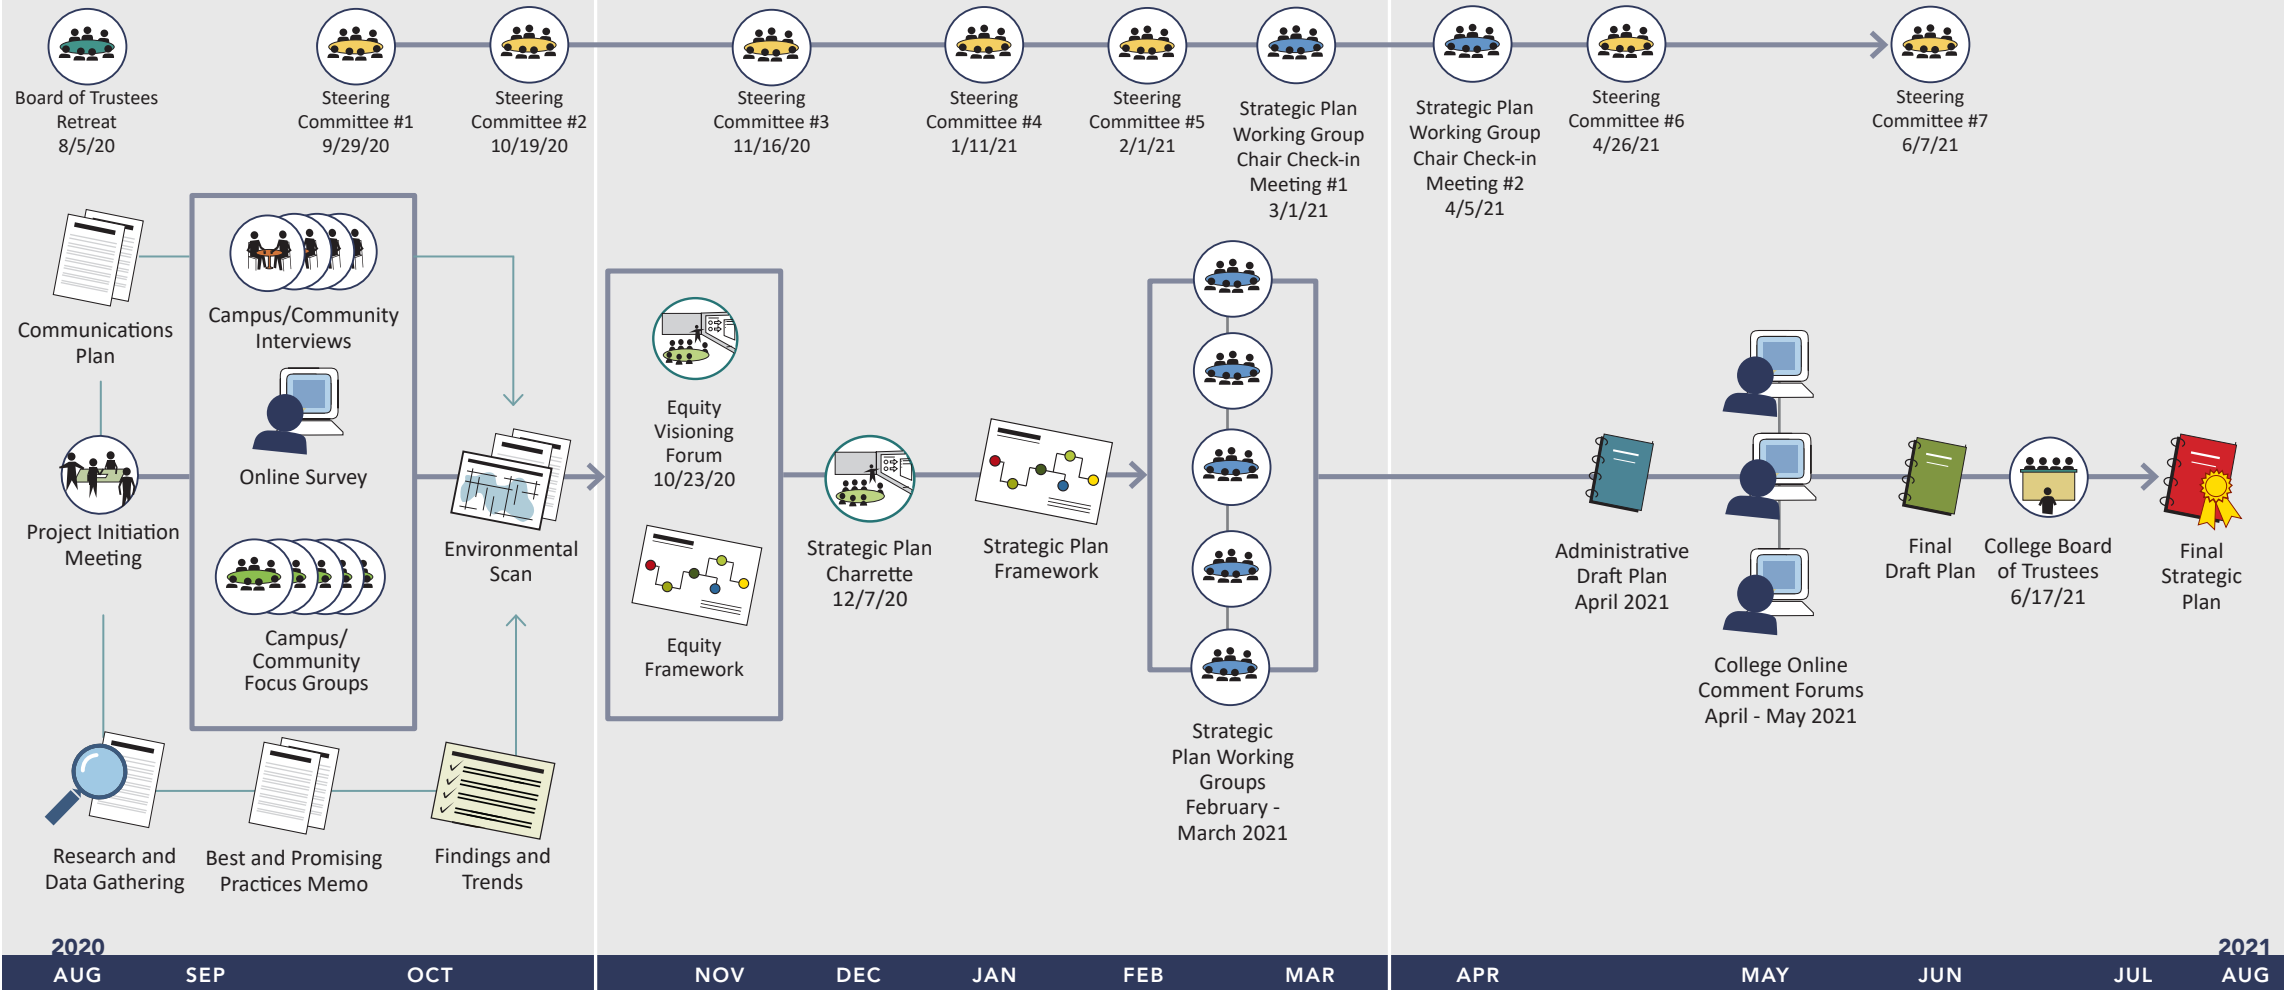 Board of Trustees
Retreat
8/5/20
Steering
Committee #1
9/29/20
Steering
Committee #2
10/19/20
Steering
Committee #3
11/16/20
Steering
Committee #4
1/11/21
Steering
Committee #5
2/1/21
Strategic Plan
Working Group
Chair Check-in
Meeting #1
3/1/21
Strategic Plan
Working Group
Chair Check-in
Meeting #2
4/5/21
Steering
Committee #6
4/26/21
Steering
Committee #7
6/7/21
Communications
Plan
Project Initiation
Meeting
Research and
Data Gathering
Campus/Community
Interviews
Online Survey
Campus/
Community
Focus Groups
Best and Promising
Practices Memo
Findings and
Trends
Environmental
Scan
Equity
Visioning
Forum
10/23/20
Equity
Framework
Strategic Plan
Charrette
12/7/20
Strategic Plan
Framework
Strategic
Plan Working
Groups
February -
March 2021
Administrative
Draft Plan
April 2021
College Online
Comment Forums
April - May 2021
Final
Draft Plan
College Board
of Trustees
6/17/21
Final
Strategic
Plan
2020
2021
AUG SEP OCT NOV DEC JAN FEB MAR APR MAY JUN JUL AUG